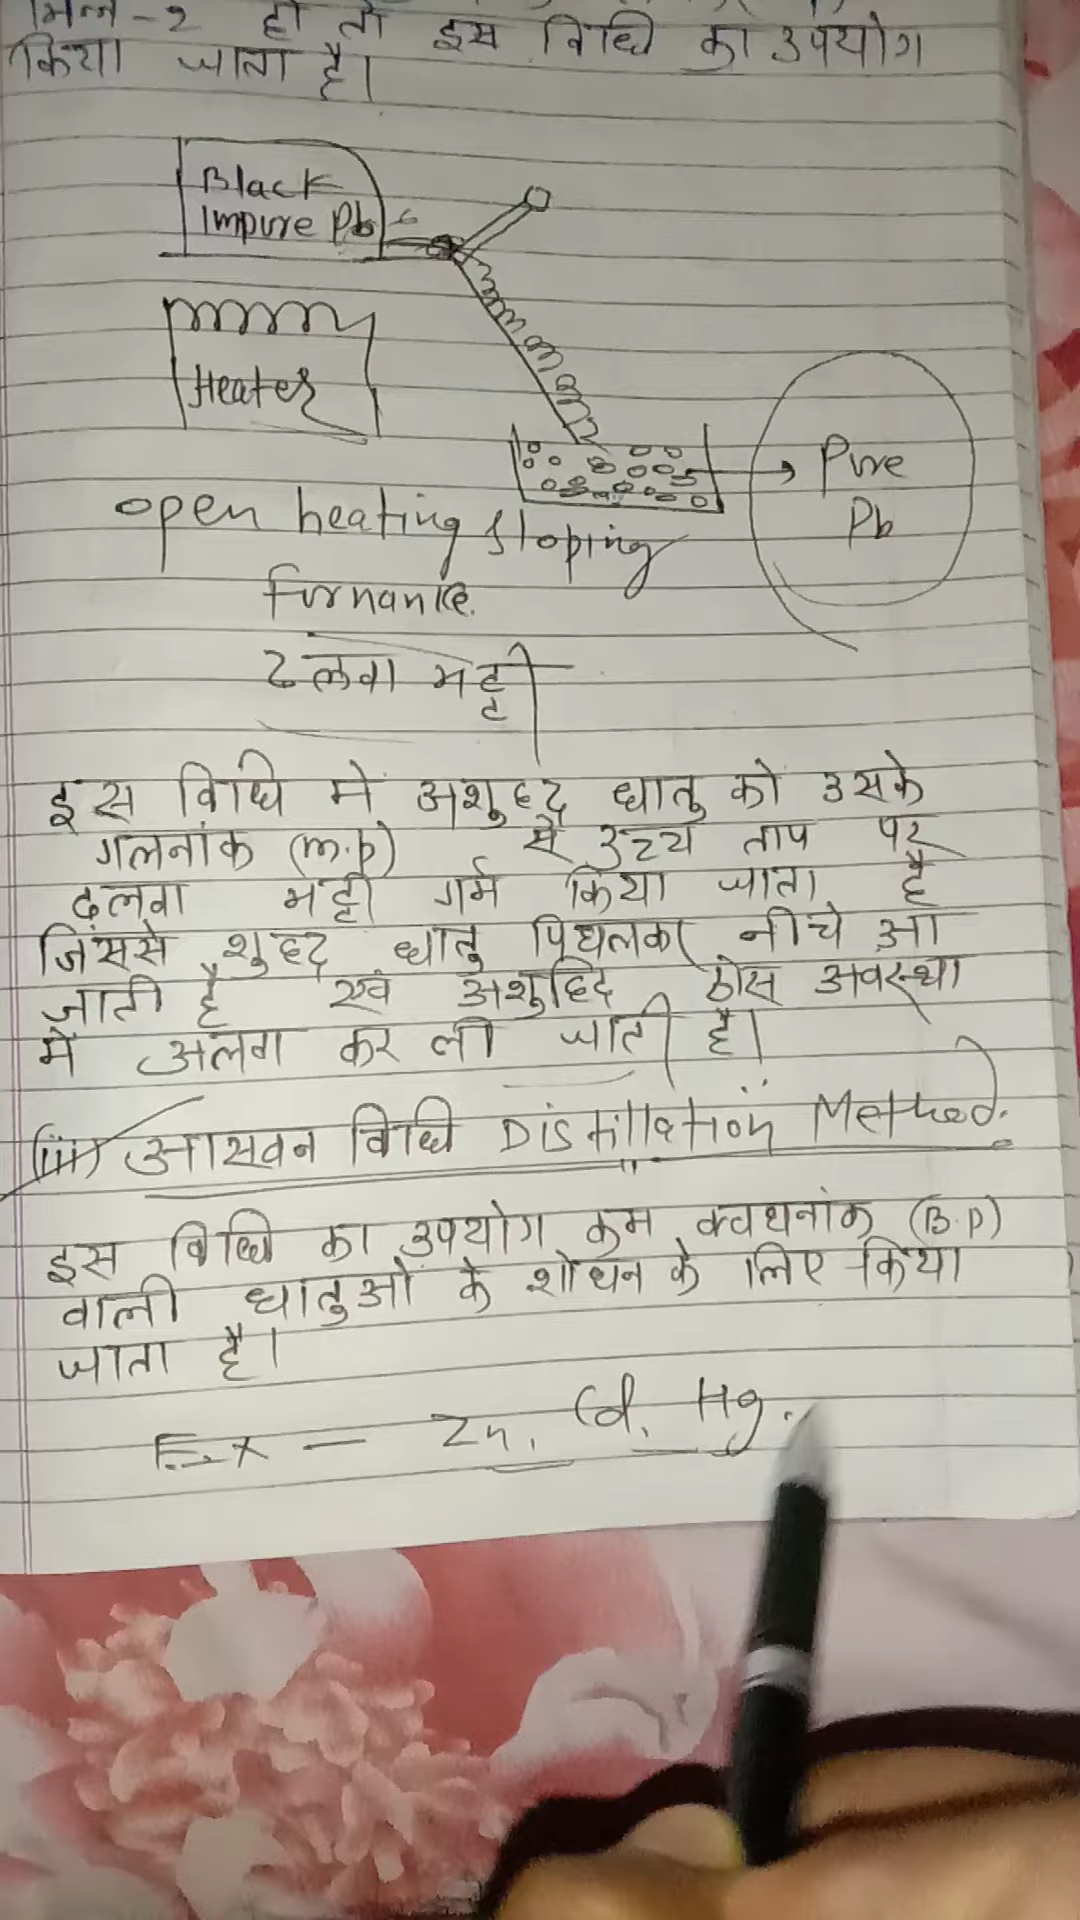 भिन्न-२ हो तो इस विधि का उपयोग
किया जाता है।
Black
Impure Pb
Heater
Pure
Pb
open heating sloping
furnanice.
ढलवा भट्टी
इस विधि में अशुद्द धातु को उसके
गलनांक (m.p) से उच्च ताप पर
ढलवा भट्टी गर्म किया जाता है
जिससे शुद्द धातु पिघलकर नीचे आ
जाती है एवं अशुद्दि ठोस अवस्था
में अलग कर ली जाती है।
(iii) आसवन विधि Distillation Method.
इस विधि का उपयोग कम क्वथनांक (B.P)
वाली धातुओं के शोधन के लिए किया
जाता है।
Ex - Zn, Cd, Hg.